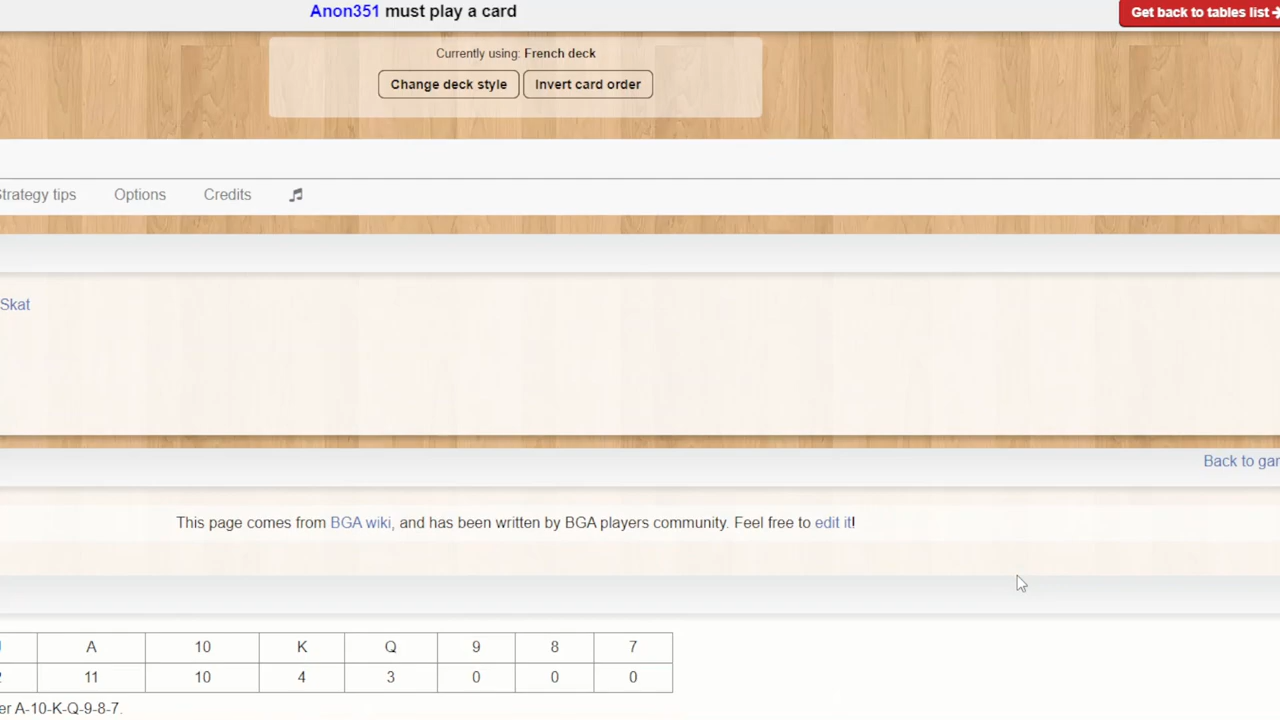 Anon351 must play a card
Get back to tables list
Currently using: French deck
Change deck style
Invert card order
Strategy tips
Options
Credits
Skat
Back to gar
This page comes from BGA wiki, and has been written by BGA players community. Feel free to edit it!
A 10 K Q 9 8 7
2 11 10 4 3 0 0 0
er A-10-K-Q-9-8-7.